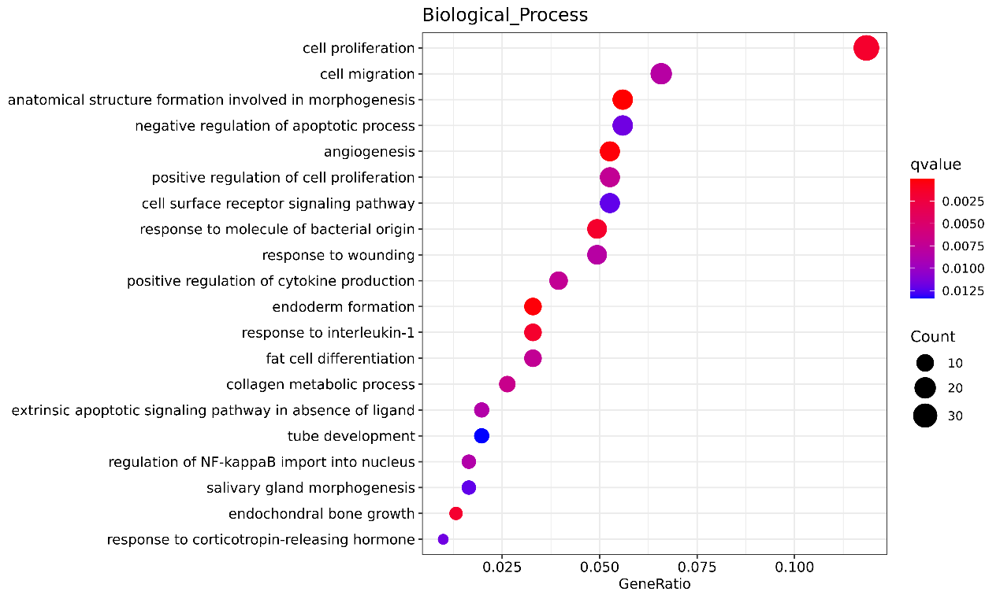 Biological_Process
cell proliferation
cell migration
anatomical structure formation involved in morphogenesis
negative regulation of apoptotic process
angiogenesis
positive regulation of cell proliferation
cell surface receptor signaling pathway
response to molecule of bacterial origin
response to wounding
positive regulation of cytokine production
endoderm formation
response to interleukin-1
fat cell differentiation
collagen metabolic process
extrinsic apoptotic signaling pathway in absence of ligand
tube development
regulation of NF-kappaB import into nucleus
salivary gland morphogenesis
endochondral bone growth
response to corticotropin-releasing hormone
0.025 0.050 0.075 0.100
GeneRatio
qvalue
0.0025
0.0050
0.0075
0.0100
0.0125
Count
10
20
30